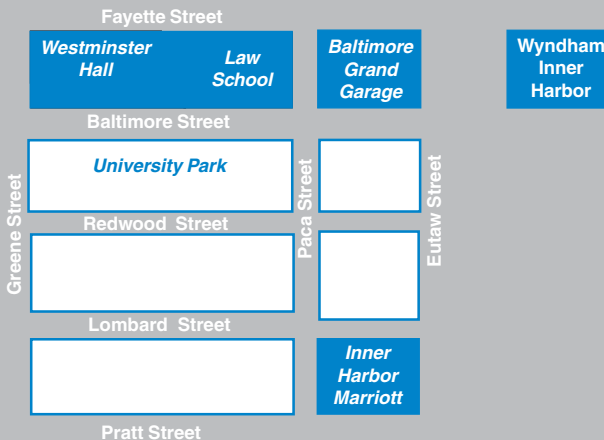 Fayette Street
Westminster
Hall
Law
School
Baltimore
Grand
Garage
Wyndham
Inner
Harbor
Baltimore Street
University Park
Greene Street
Paca Street
Eutaw Street
Redwood Street
Lombard Street
Inner
Harbor
Marriott
Pratt Street